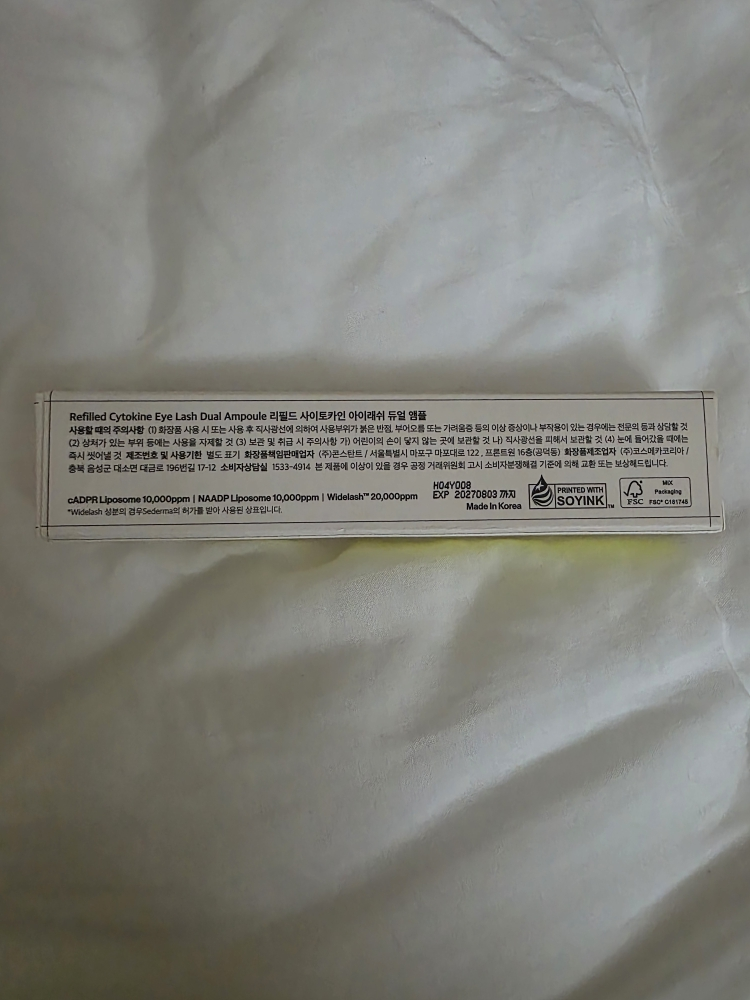 Refilled Cytokine Eye Lash Dual Ampoule 리필드 사이토카인 아이래쉬 듀얼 앰플
사용할 때의 주의사항 (1) 화장품 사용 시 또는 사용 후 직사광선에 의하여 사용부위가 붉은 반점, 부어오름 또는 가려움증 등의 이상 증상이나 부작용이 있는 경우에는 전문의 등과 상담할 것
(2) 상처가 있는 부위 등에는 사용을 자제할 것 (3) 보관 및 취급 시 주의사항 가) 어린이의 손이 닿지 않는 곳에 보관할 것 나) 직사광선을 피해서 보관할 것 (4) 눈에 들어갔을 때에는
즉시 씻어낼 것 제조번호 및 사용기한 별도 표기 화장품책임판매업자 (주)콘스탄트 / 서울특별시 마포구 마포대로 122 , 프론트원 16층(공덕동) 화장품제조업자 (주)코스메카코리아 /
충북 음성군 대소면 대금로 196번길 17-12 소비자상담실 1533-4914 본 제품에 이상이 있을 경우 공정 거래위원회 고시 소비자분쟁해결 기준에 의해 교환 또는 보상해드립니다.
cADPR Liposome 10,000ppm | NAADP Liposome 10,000ppm | Widelash™ 20,000ppm
*Widelash 성분의 경우Sederma의 허가를 받아 사용된 상표입니다.
H04Y008
EXP 20270803 까지
Made In Korea
PRINTED WITH
SOYINK™
FSC
MIX
Packaging
FSC® C161745